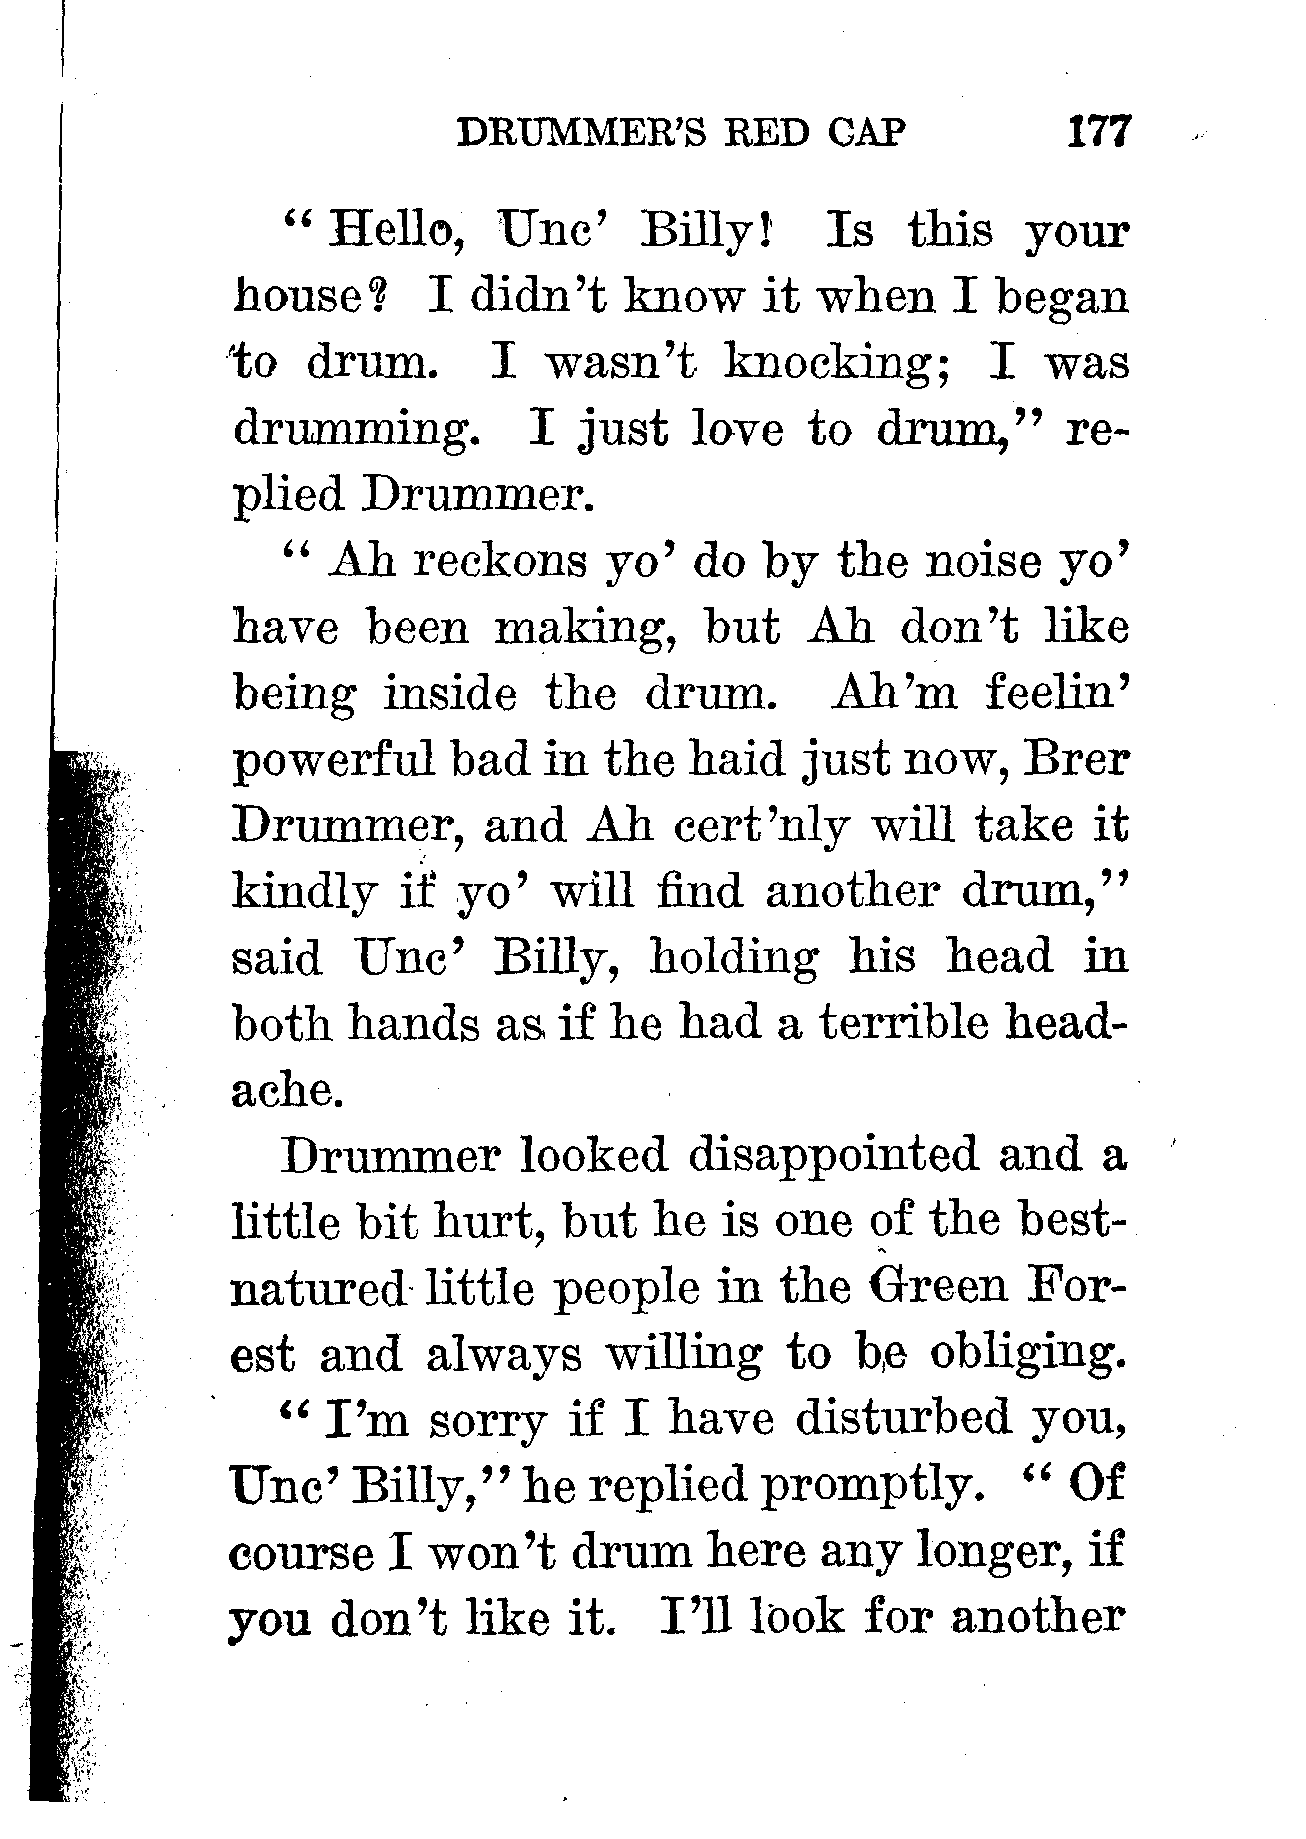 DRUMMER'S RED CAP 177
" Hello, Unc' Billy! Is this your
house? I didn't know it when I began
to drum. I wasn't knocking; I was
drumming. I just love to drum," re-
plied Drummer.
" Ah reckons yo' do by the noise yo'
have been making, but Ah don't like
being inside the drum. Ah'm feelin'
powerful bad in the haid just now, Brer
Drummer, and Ah cert'nly will take it
kindly if yo' will find another drum,"
said Unc' Billy, holding his head in
both hands as if he had a terrible head-
ache.
Drummer looked disappointed and a
little bit hurt, but he is one of the best-
natured little people in the Green For-
est and always willing to be obliging.
" I'm sorry if I have disturbed you,
Unc' Billy," he replied promptly. " Of
course I won't drum here any longer, if
you don't like it. I'll look for another